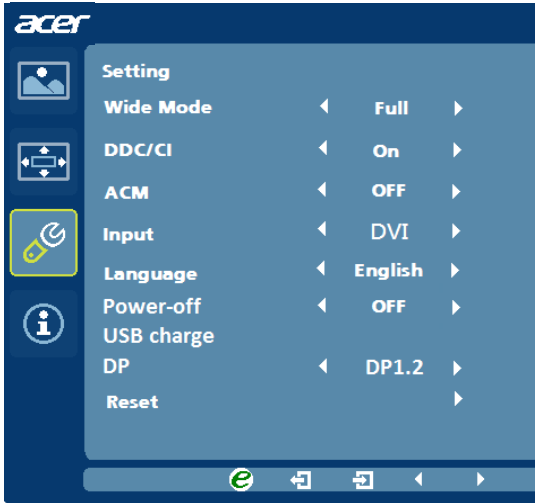 acer
Setting
Wide Mode Full
DDC/CI On
ACM OFF
Input DVI
Language English
Power-off OFF
USB charge
DP DP1.2
Reset
e